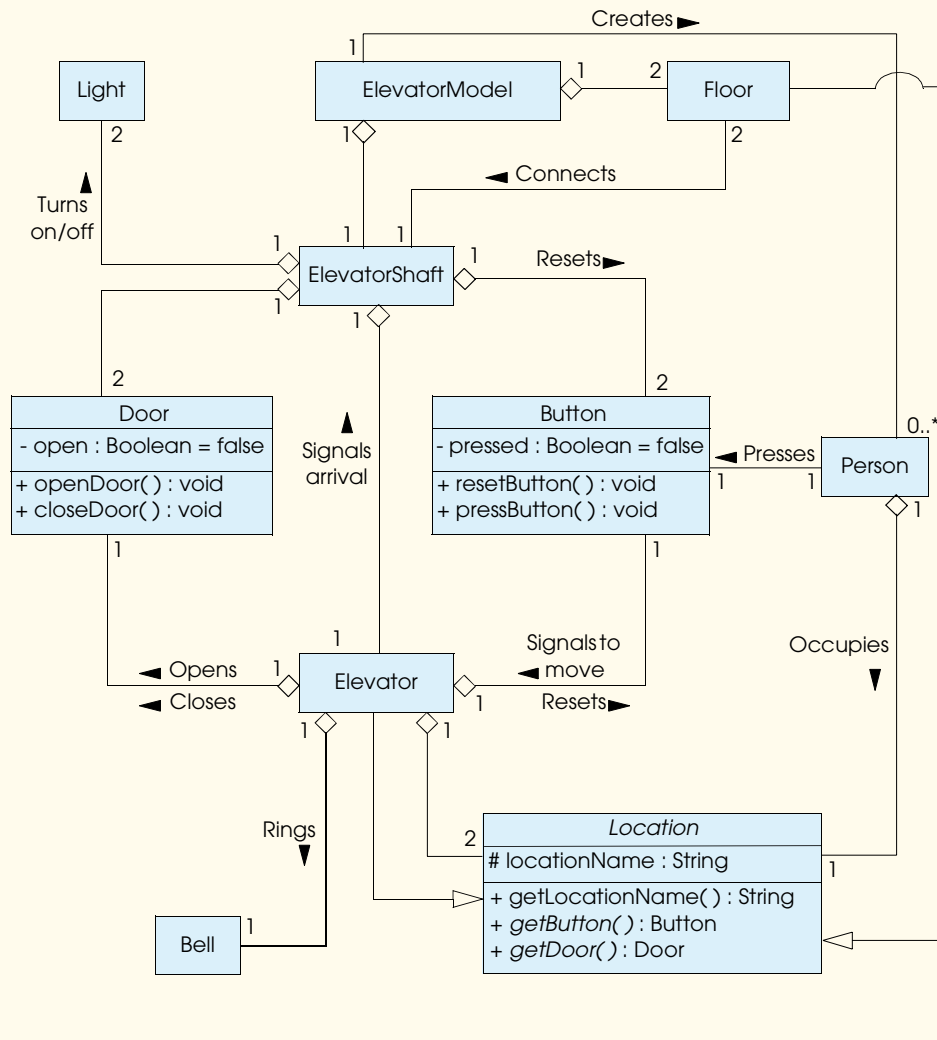 Creates
1
Light
ElevatorModel
1
2
Floor
2
1
2
Connects
Turns
on/off
1
1
1
1
Resets
ElevatorShaft
1
1
2
2
Door
- open : Boolean = false
+ openDoor( ) : void
+ closeDoor( ) : void
Signals
arrival
Button
- pressed : Boolean = false
+ resetButton( ) : void
+ pressButton( ) : void
Presses
1
1
0..*
Person
1
1
1
1
Signals to
move
Occupies
Opens
1
Elevator
Closes
1
Resets
1
1
Rings
2
Location
# locationName : String
1
+ getLocationName( ) : String
+ getButton( ) : Button
+ getDoor( ) : Door
1
Bell